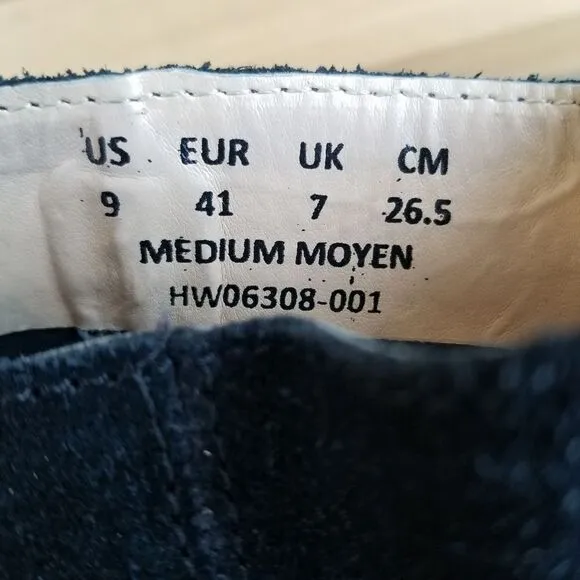 US EUR UK CM
9 41 7 26.5
MEDIUM MOYEN
HW06308-001